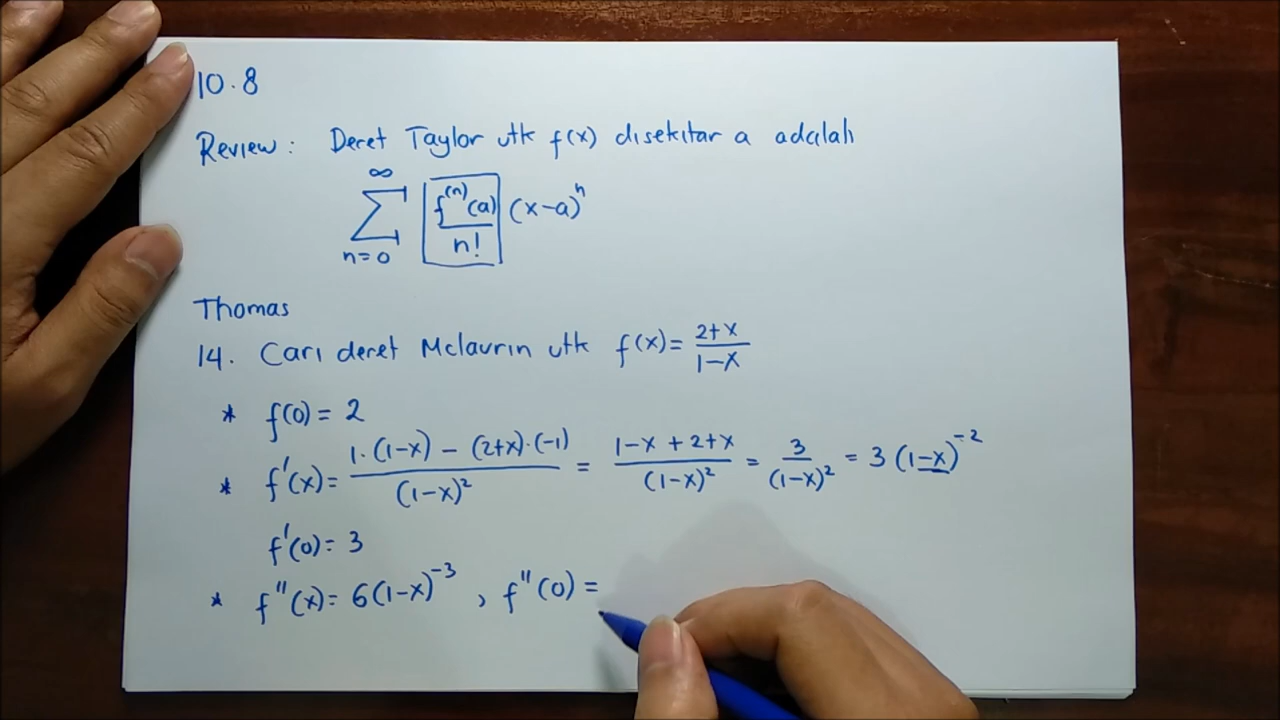 10.8
Review : Deret Taylor utk f(x) disekitar a adalah
∞
∑ f⁽ⁿ⁾(a)/n! (x-a)ⁿ
n=0
Thomas
14. Cari deret Mclaurin utk f(x)= (2+x)/(1-x)
* f(0) = 2
* f'(x)= (1·(1-x) - (2+x)·(-1))/(1-x)² = (1-x+2+x)/(1-x)² = 3/(1-x)² = 3(1-x)⁻²
f'(0)= 3
* f"(x)= 6(1-x)⁻³ , f"(0) =